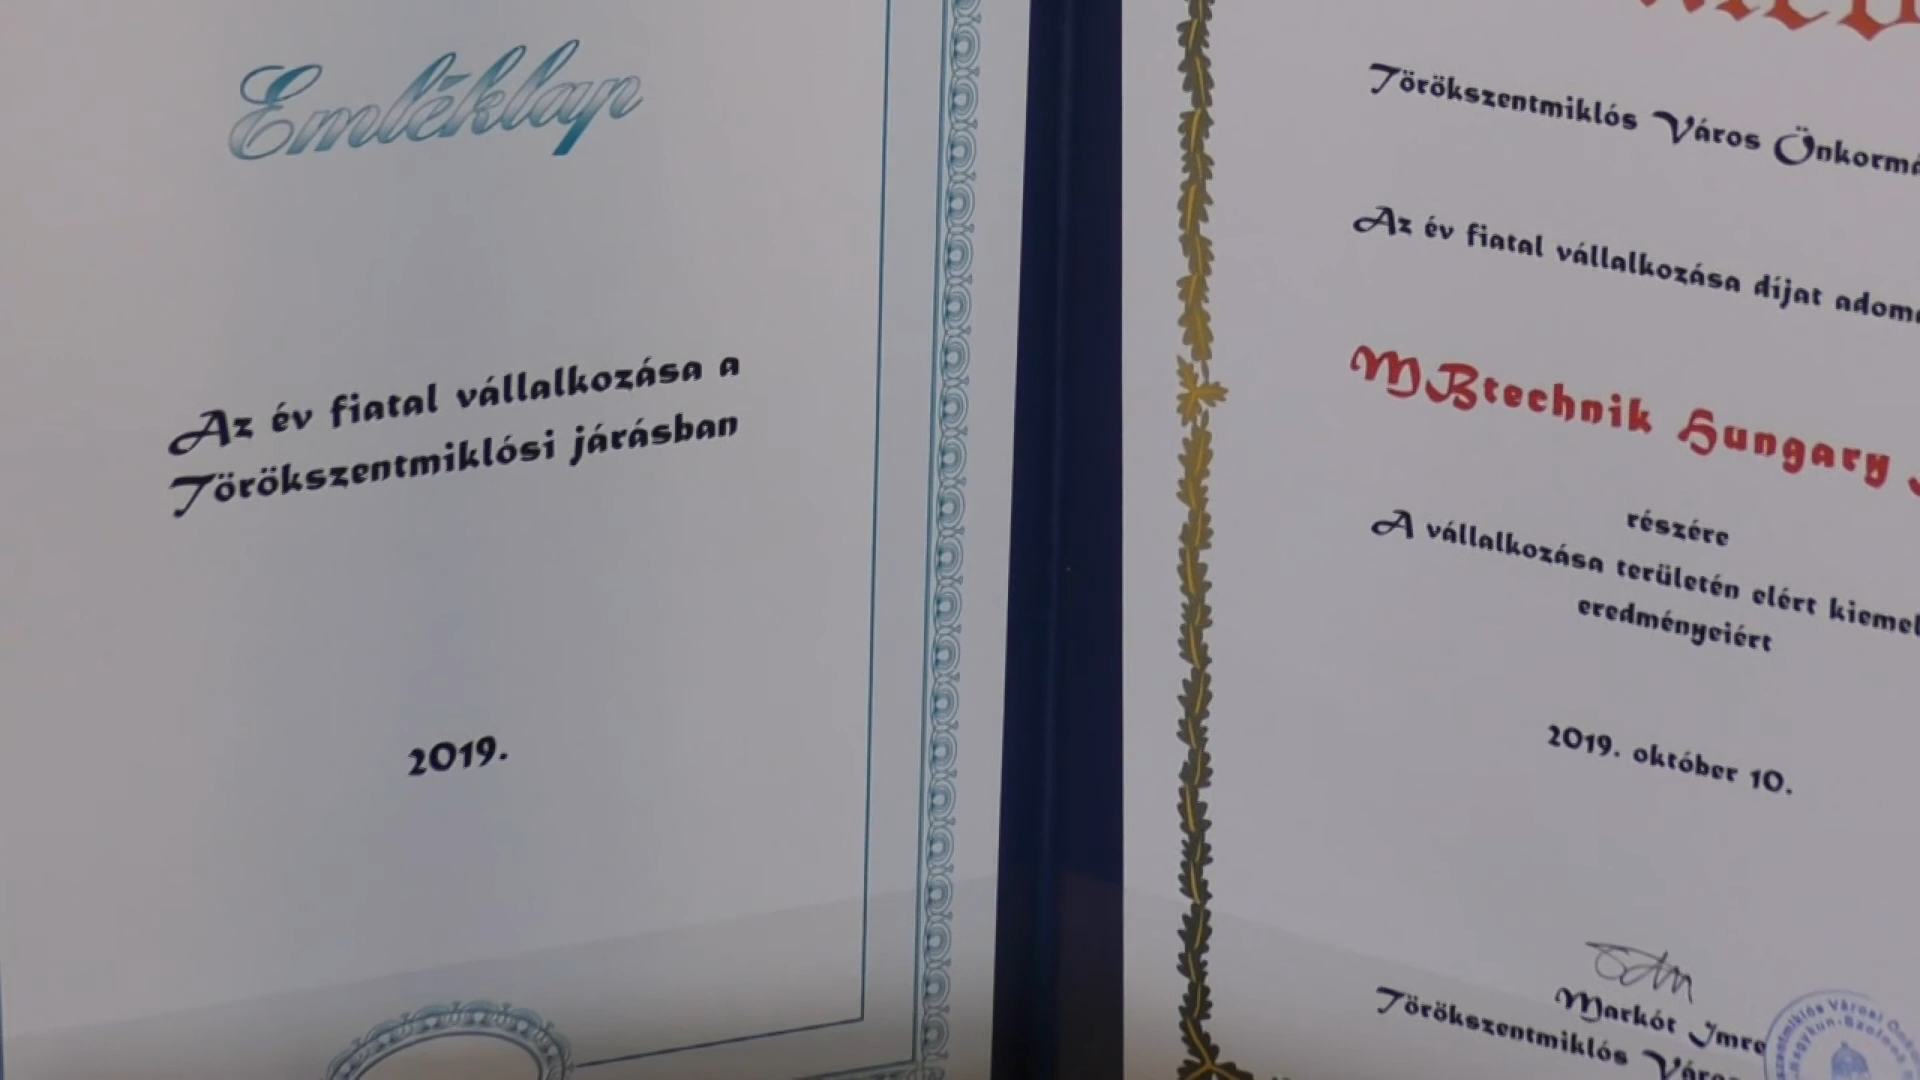 Emléklap
Az év fiatal vállalkozása a
Törökszentmiklósi járásban
2019.
Törökszentmiklós Város
Az év fiatal vállalkozása díjat
MBtechnik Hungary
részére
A vállalkozása területén elért
eredményeiért
2019. október 10.
Markót Imre
Törökszentmiklós